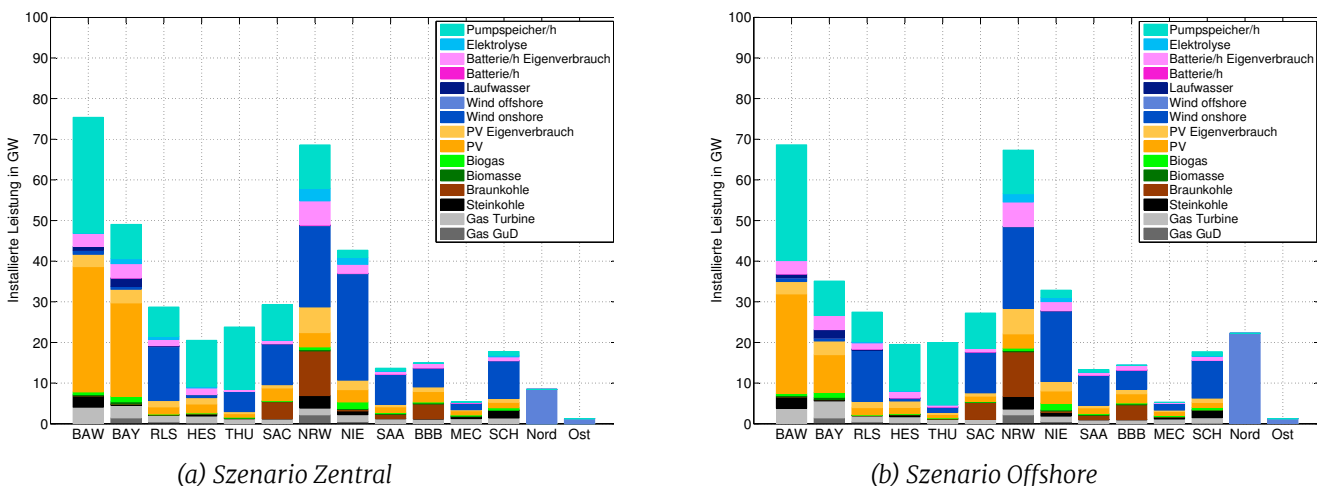 Installierte Leistung in GW
100
90
80
70
60
50
40
30
20
10
0
Pumpspeicher/h
Elektrolyse
Batterie/h Eigenverbrauch
Batterie/h
Laufwasser
Wind offshore
Wind onshore
PV Eigenverbrauch
PV
Biogas
Biomasse
Braunkohle
Steinkohle
Gas Turbine
Gas GuD
BAW BAY RLS HES THU SAC NRW NIE SAA BBB MEC SCH Nord Ost
(a) Szenario Zentral
Installierte Leistung in GW
100
90
80
70
60
50
40
30
20
10
0
Pumpspeicher/h
Elektrolyse
Batterie/h Eigenverbrauch
Batterie/h
Laufwasser
Wind offshore
Wind onshore
PV Eigenverbrauch
PV
Biogas
Biomasse
Braunkohle
Steinkohle
Gas Turbine
Gas GuD
BAW BAY RLS HES THU SAC NRW NIE SAA BBB MEC SCH Nord Ost
(b) Szenario Offshore